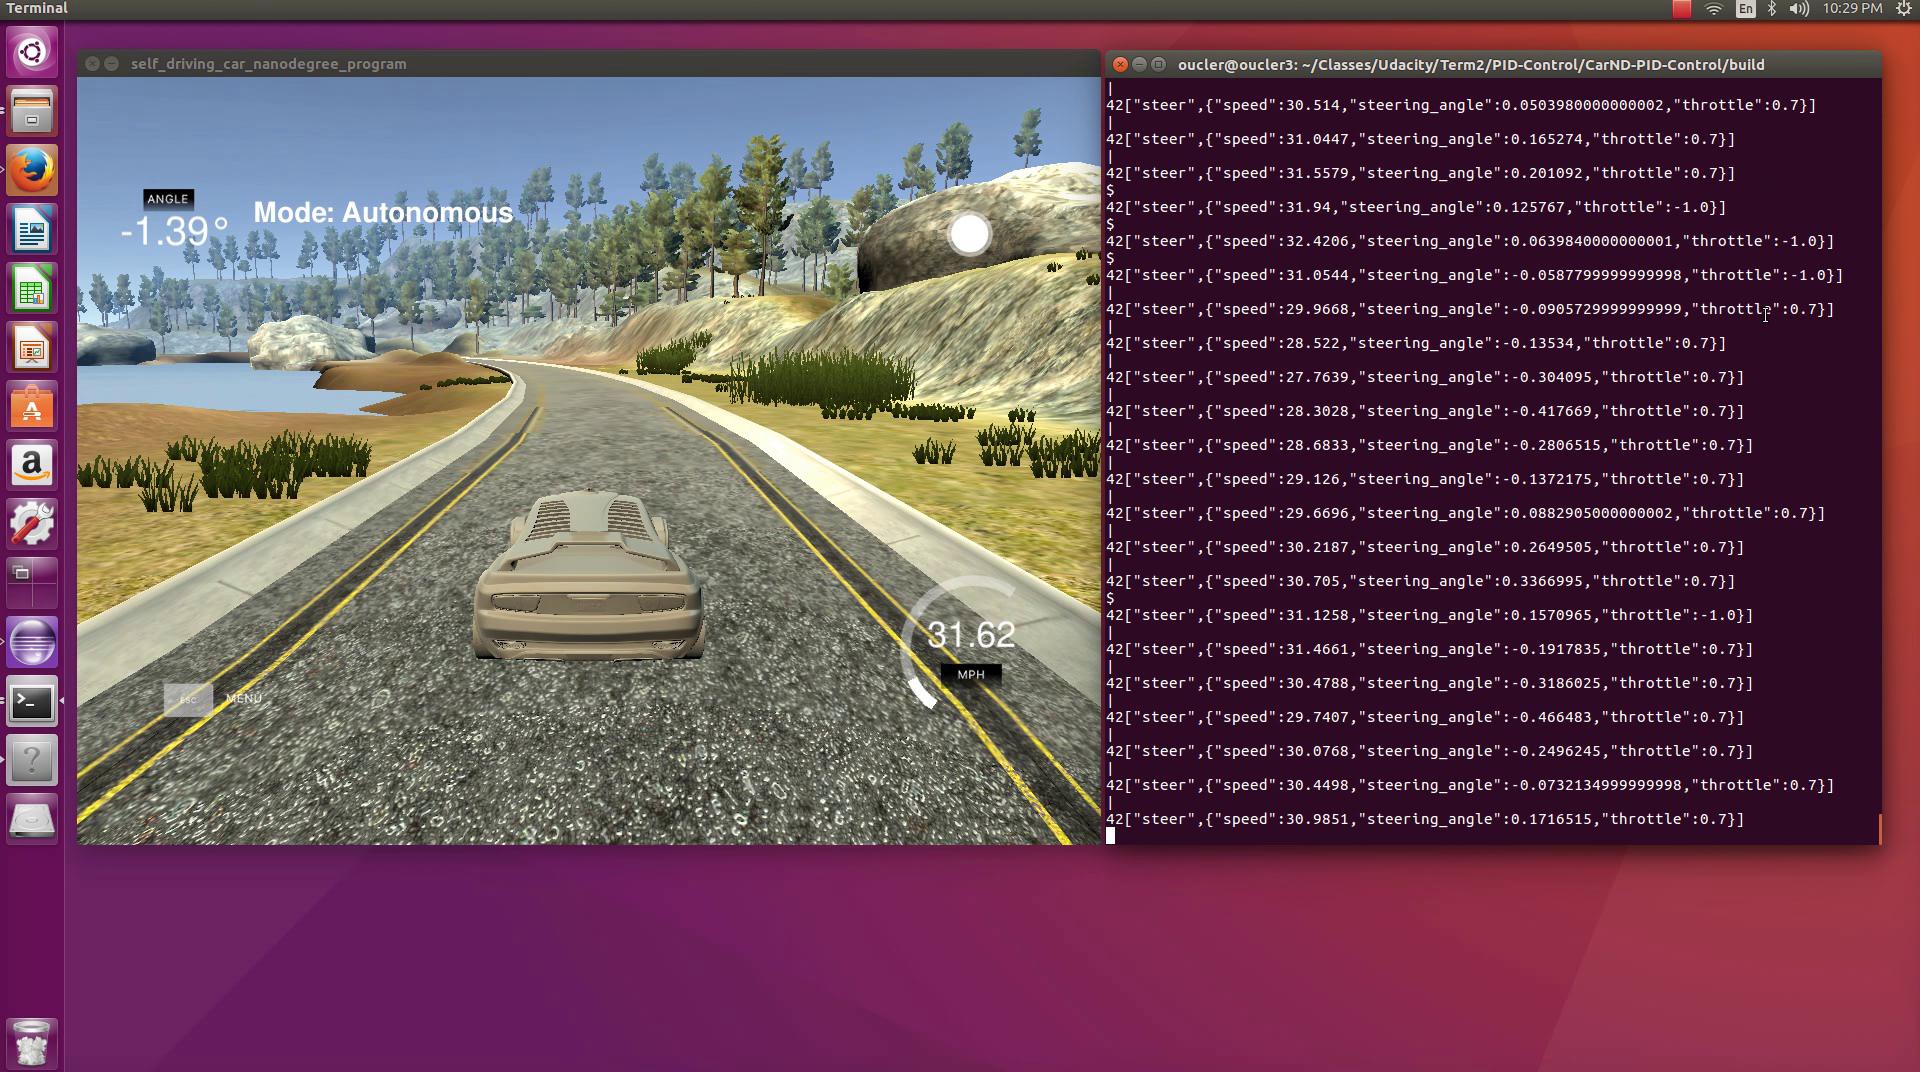 Terminal
En
10:29 PM
self_driving_car_nanodegree_program
ANGLE
-1.39°
Mode: Autonomous
31.62
MPH
ESC
MENU
a
oucler@oucler3: ~/Classes/Udacity/Term2/PID-Control/CarND-PID-Control/build
|
42["steer",{"speed":30.514,"steering_angle":0.0503980000000002,"throttle":0.7}]
|
42["steer",{"speed":31.0447,"steering_angle":0.165274,"throttle":0.7}]
|
42["steer",{"speed":31.5579,"steering_angle":0.201092,"throttle":0.7}]
$
42["steer",{"speed":31.94,"steering_angle":0.125767,"throttle":-1.0}]
$
42["steer",{"speed":32.4206,"steering_angle":0.0639840000000001,"throttle":-1.0}]
$
42["steer",{"speed":31.0544,"steering_angle":-0.0587799999999998,"throttle":-1.0}]
|
42["steer",{"speed":29.9668,"steering_angle":-0.0905729999999999,"throttle":0.7}]
|
42["steer",{"speed":28.522,"steering_angle":-0.13534,"throttle":0.7}]
|
42["steer",{"speed":27.7639,"steering_angle":-0.304095,"throttle":0.7}]
|
42["steer",{"speed":28.3028,"steering_angle":-0.417669,"throttle":0.7}]
|
42["steer",{"speed":28.6833,"steering_angle":-0.2806515,"throttle":0.7}]
|
42["steer",{"speed":29.126,"steering_angle":-0.1372175,"throttle":0.7}]
|
42["steer",{"speed":29.6696,"steering_angle":0.0882905000000002,"throttle":0.7}]
|
42["steer",{"speed":30.2187,"steering_angle":0.2649505,"throttle":0.7}]
|
42["steer",{"speed":30.705,"steering_angle":0.3366995,"throttle":0.7}]
$
42["steer",{"speed":31.1258,"steering_angle":0.1570965,"throttle":-1.0}]
|
42["steer",{"speed":31.4661,"steering_angle":-0.1917835,"throttle":0.7}]
|
42["steer",{"speed":30.4788,"steering_angle":-0.3186025,"throttle":0.7}]
|
42["steer",{"speed":29.7407,"steering_angle":-0.466483,"throttle":0.7}]
|
42["steer",{"speed":30.0768,"steering_angle":-0.2496245,"throttle":0.7}]
|
42["steer",{"speed":30.4498,"steering_angle":-0.0732134999999998,"throttle":0.7}]
|
42["steer",{"speed":30.9851,"steering_angle":0.1716515,"throttle":0.7}]